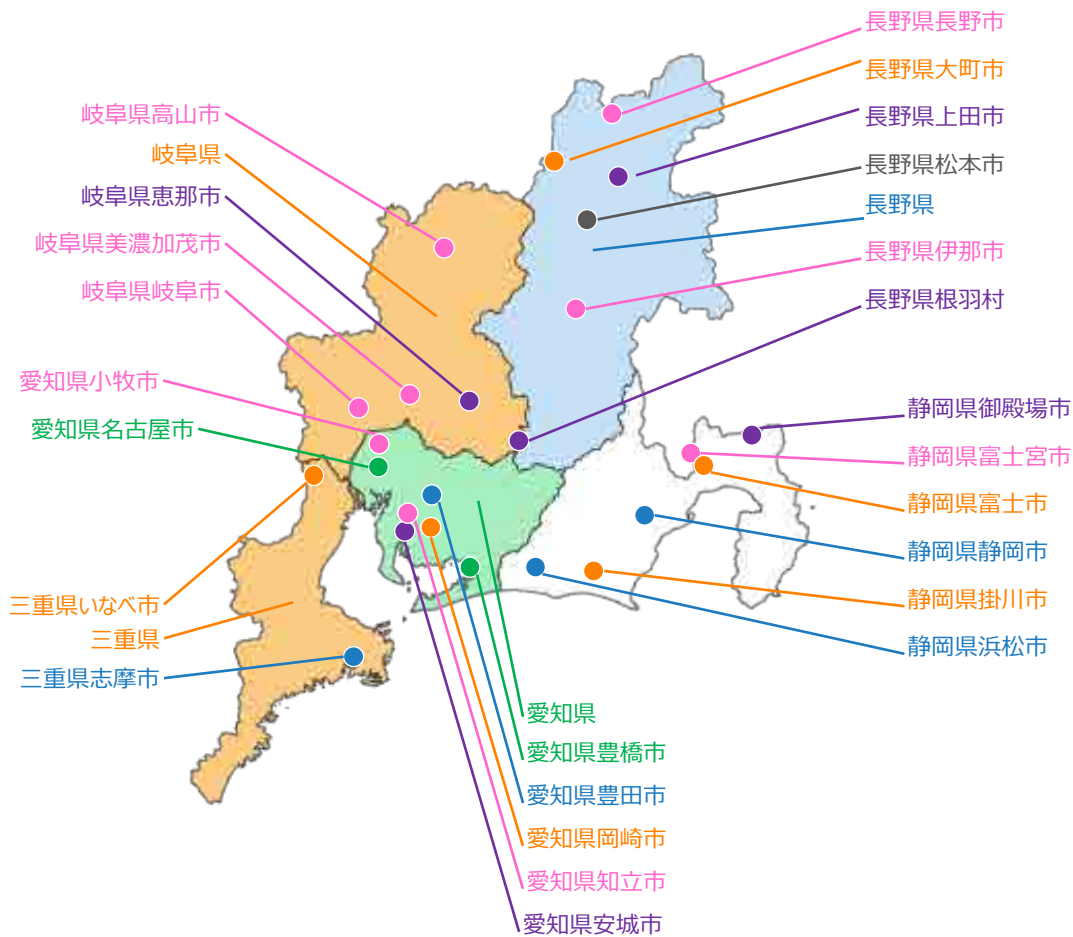 長野県長野市
長野県大町市
長野県上田市
長野県松本市
長野県
長野県伊那市
長野県根羽村
岐阜県高山市
岐阜県
岐阜県恵那市
岐阜県美濃加茂市
岐阜県岐阜市
愛知県小牧市
愛知県名古屋市
静岡県御殿場市
静岡県富士宮市
静岡県富士市
静岡県静岡市
静岡県掛川市
静岡県浜松市
三重県いなべ市
三重県
三重県志摩市
愛知県
愛知県豊橋市
愛知県豊田市
愛知県岡崎市
愛知県知立市
愛知県安城市